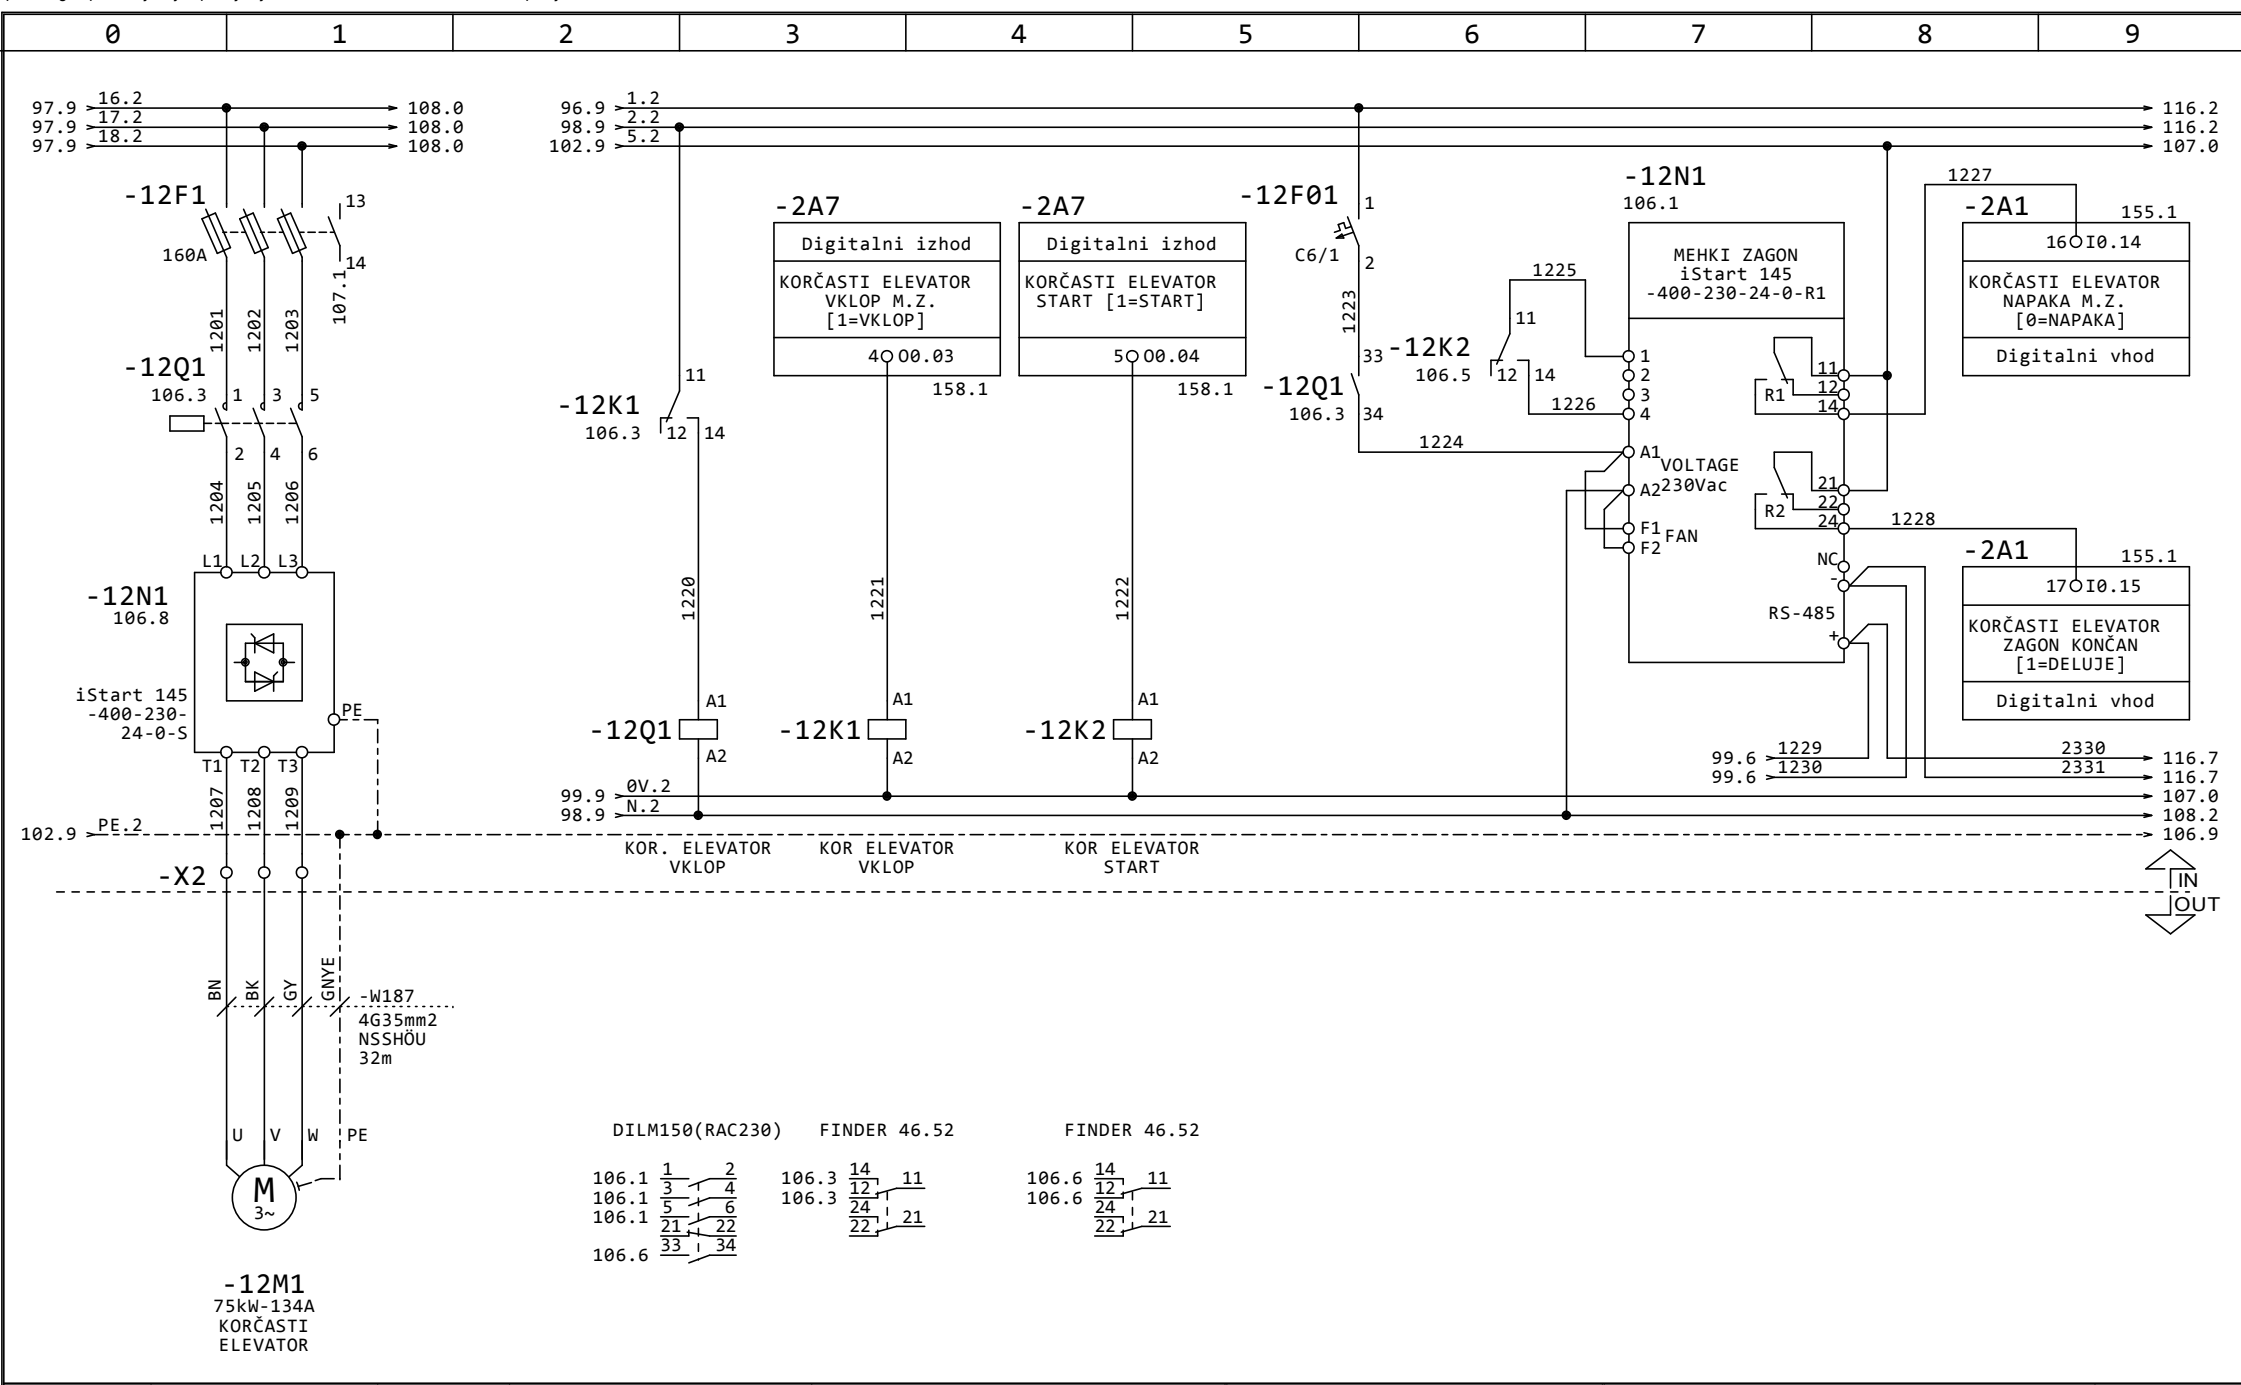 0 1 2 3 4 5 6 7 8 9
97.9 16.2 108.0
97.9 17.2 108.0
97.9 18.2 108.0
96.9 1.2 116.2
98.9 2.2 116.2
102.9 5.2 107.0
-12F1
160A
13
14
107.1
1201
1202
1203
-12Q1
106.3
1 3 5
2 4 6
1204
1205
1206
L1 L2 L3
-12N1
106.8
iStart 145
-400-230-
24-0-S
PE
T1 T2 T3
1207
1208
1209
102.9 PE.2 106.9
-X2
BN
BK
GY
GNYE
-W187
4G35mm2
NSSHÖU
32m
U V W PE
M
3~
-12M1
75kW-134A
KORČASTI
ELEVATOR
-12K1
106.3
11
12 14
1220
A1
-12Q1
A2
KOR. ELEVATOR
VKLOP
-2A7
Digitalni izhod
KORČASTI ELEVATOR
VKLOP M.Z.
[1=VKLOP]
4 O0.03
158.1
1221
A1
-12K1
A2
KOR ELEVATOR
VKLOP
-2A7
Digitalni izhod
KORČASTI ELEVATOR
START [1=START]
5 O0.04
158.1
1222
A1
-12K2
A2
KOR ELEVATOR
START
99.9 0V.2 107.0
98.9 N.2 108.2
-12F01
C6/1
1
2
1223
-12Q1
106.3
33
34
1224
-12K2
106.5
1225
11
12 14
1226
-12N1
106.1
MEHKI ZAGON
iStart 145
-400-230-24-0-R1
1
2
3
4
A1
A2
VOLTAGE
230Vac
F1
F2
FAN
R1
11
12
14
R2
21
22
24
NC
-
RS-485
+
1227
1228
-2A1
155.1
16 I0.14
KORČASTI ELEVATOR
NAPAKA M.Z.
[0=NAPAKA]
Digitalni vhod
-2A1
155.1
17 I0.15
KORČASTI ELEVATOR
ZAGON KONČAN
[1=DELUJE]
Digitalni vhod
99.6 1229 2330 116.7
99.6 1230 2331 116.7
IN
OUT
DILM150(RAC230)
106.1 1 2
106.1 3 4
106.1 5 6
21 22
106.6 33 34
FINDER 46.52
106.3 14 11
106.3 12
24 21
22
FINDER 46.52
106.6 14 11
106.6 12
24 21
22